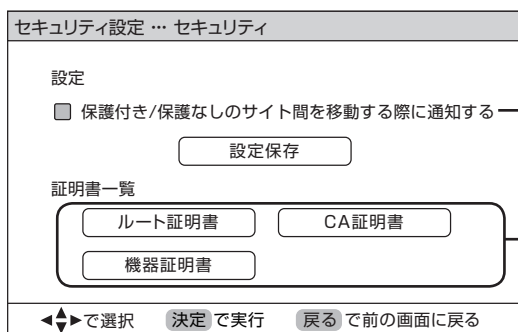 セキュリティ設定 … セキュリティ
設定
保護付き/保護なしのサイト間を移動する際に通知する
設定保存
証明書一覧
ルート証明書 CA証明書
機器証明書
で選択 決定 で実行 戻る で前の画面に戻る